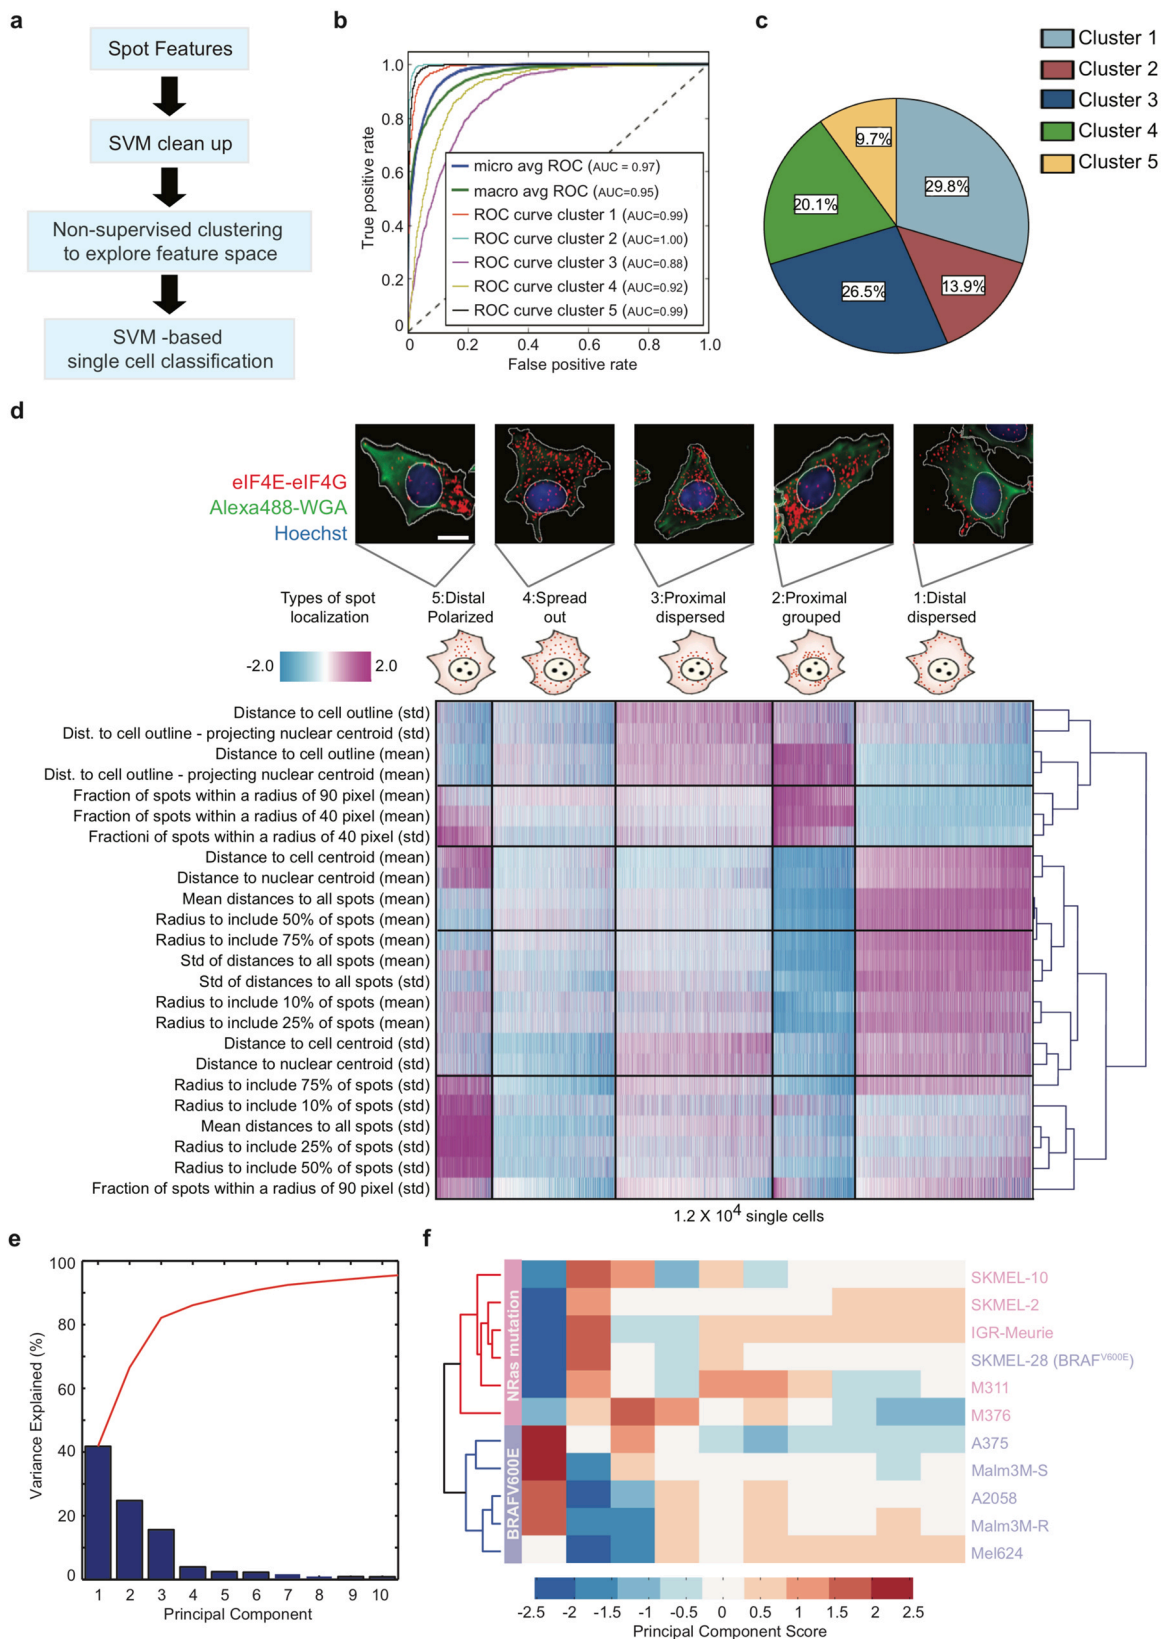 a
Spot Features
SVM clean up
Non-supervised clustering
to explore feature space
SVM -based
single cell classification
b
True positive rate
1.0
0.8
0.6
0.4
0.2
0
micro avg ROC (AUC = 0.97)
macro avg ROC (AUC=0.95)
ROC curve cluster 1 (AUC=0.99)
ROC curve cluster 2 (AUC=1.00)
ROC curve cluster 3 (AUC=0.88)
ROC curve cluster 4 (AUC=0.92)
ROC curve cluster 5 (AUC=0.99)
0 0.2 0.4 0.6 0.8 1.0
False positive rate
c
9.7%
29.8%
20.1%
26.5%
13.9%
Cluster 1
Cluster 2
Cluster 3
Cluster 4
Cluster 5
d
eIF4E-eIF4G
Alexa488-WGA
Hoechst
Types of spot
localization
-2.0 2.0
5:Distal
Polarized
4:Spread
out
3:Proximal
dispersed
2:Proximal
grouped
1:Distal
dispersed
Distance to cell outline (std)
Dist. to cell outline - projecting nuclear centroid (std)
Distance to cell outline (mean)
Dist. to cell outline - projecting nuclear centroid (mean)
Fraction of spots within a radius of 90 pixel (mean)
Fraction of spots within a radius of 40 pixel (mean)
Fractioni of spots within a radius of 40 pixel (std)
Distance to cell centroid (mean)
Distance to nuclear centroid (mean)
Mean distances to all spots (mean)
Radius to include 50% of spots (mean)
Radius to include 75% of spots (mean)
Std of distances to all spots (mean)
Std of distances to all spots (std)
Radius to include 10% of spots (mean)
Radius to include 25% of spots (mean)
Distance to cell centroid (std)
Distance to nuclear centroid (std)
Radius to include 75% of spots (std)
Radius to include 10% of spots (std)
Mean distances to all spots (std)
Radius to include 25% of spots (std)
Radius to include 50% of spots (std)
Fraction of spots within a radius of 90 pixel (std)
1.2 X 10⁴ single cells
e
Variance Explained (%)
100
80
60
40
20
0
1 2 3 4 5 6 7 8 9 10
Principal Component
f
NRas mutation
BRAFV600E
SKMEL-10
SKMEL-2
IGR-Meurie
SKMEL-28 (BRAFⱽ⁶⁰⁰ᴱ)
M311
M376
A375
Malm3M-S
A2058
Malm3M-R
Mel624
-2.5 -2 -1.5 -1 -0.5 0 0.5 1 1.5 2 2.5
Principal Component Score